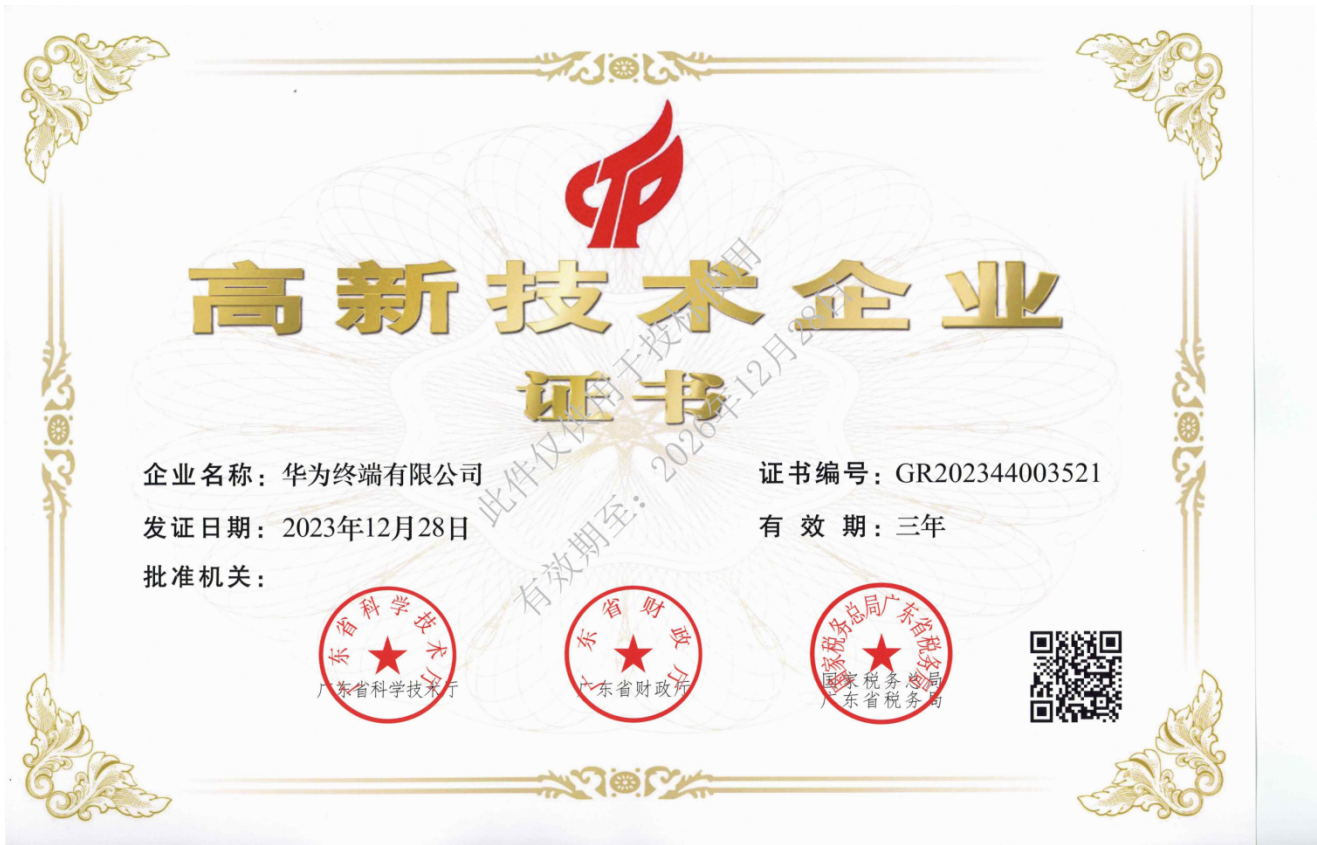 高新技术企业
证书
企业名称：华为终端有限公司
证书编号：GR202344003521
发证日期：2023年12月28日
有效期：三年
批准机关：
广东省科学技术厅
广东省科学技术厅
广东省财政厅
广东省财政厅
国家税务总局广东省税务局
国家税务总局
广东省税务局
此件仅供用于投标使用
有效期至：2026年12月28日